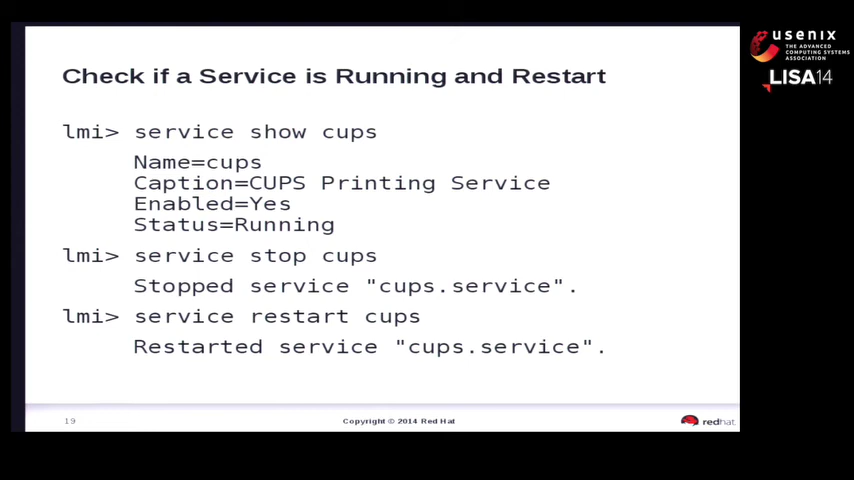 usenix
THE ADVANCED
COMPUTING SYSTEMS
ASSOCIATION
LISA14
Check if a Service is Running and Restart
lmi> service show cups
Name=cups
Caption=CUPS Printing Service
Enabled=Yes
Status=Running
lmi> service stop cups
Stopped service "cups.service".
lmi> service restart cups
Restarted service "cups.service".
19
Copyright © 2014 Red Hat
redhat.